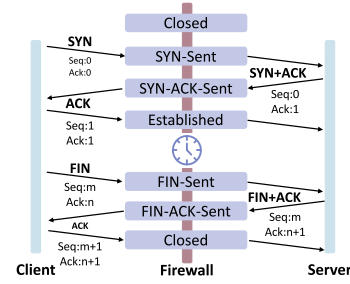 Closed
SYN
Seq:0
Ack:0
SYN-Sent
SYN+ACK
SYN-ACK-Sent
Seq:0
Ack:1
ACK
Seq:1
Ack:1
Established
FIN
Seq:m
Ack:n
FIN-Sent
FIN+ACK
FIN-ACK-Sent
Seq:m
Ack:n+1
ACK
Seq:m+1
Ack:n+1
Closed
Client
Firewall
Server